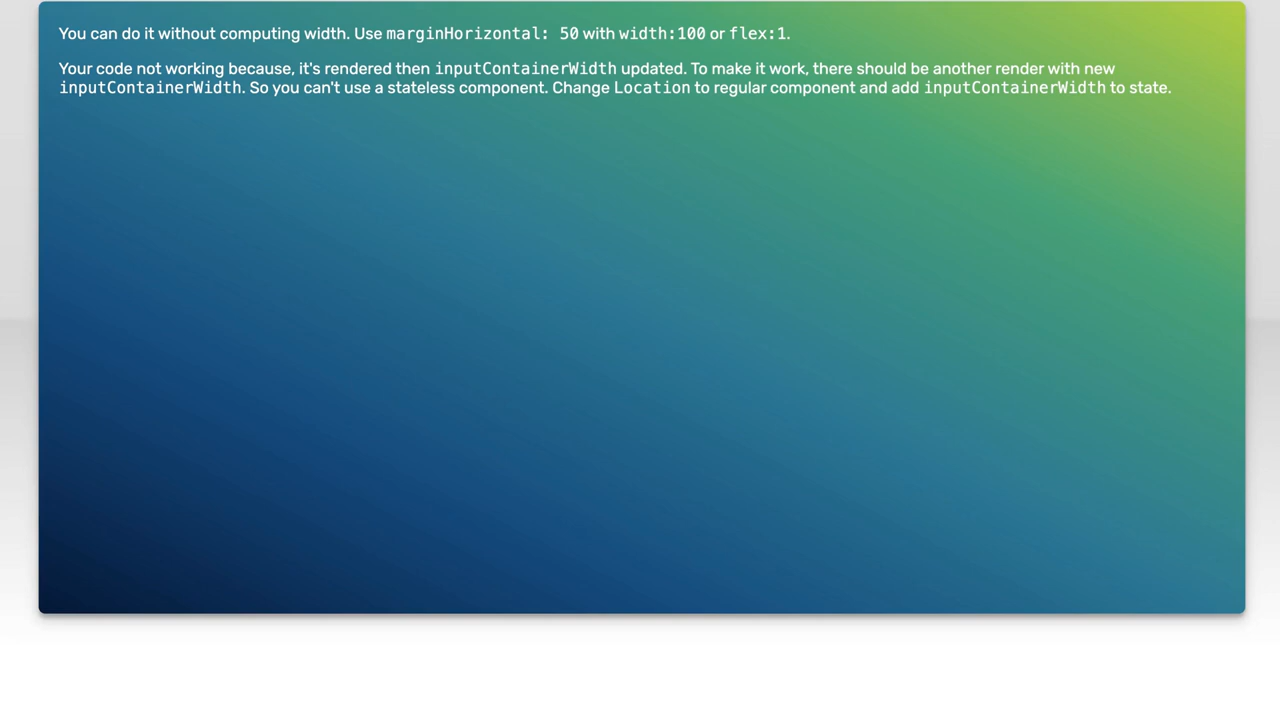 You can do it without computing width. Use marginHorizontal: 50 with width:100 or flex:1.
Your code not working because, it's rendered then inputContainerWidth updated. To make it work, there should be another render with new
inputContainerWidth. So you can't use a stateless component. Change Location to regular component and add inputContainerWidth to state.